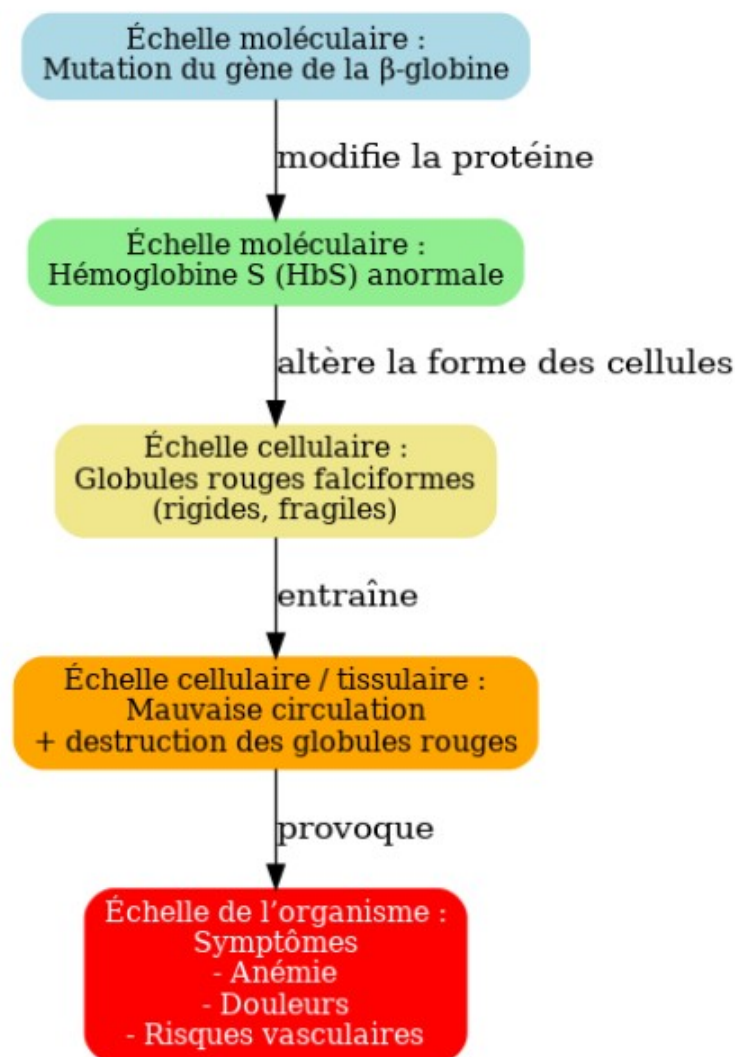 Échelle moléculaire :
Mutation du gène de la β-globine
modifie la protéine
Échelle moléculaire :
Hémoglobine S (HbS) anormale
altère la forme des cellules
Échelle cellulaire :
Globules rouges falciformes
(rigides, fragiles)
entraîne
Échelle cellulaire / tissulaire :
Mauvaise circulation
+ destruction des globules rouges
provoque
Échelle de l’organisme :
Symptômes
- Anémie
- Douleurs
- Risques vasculaires